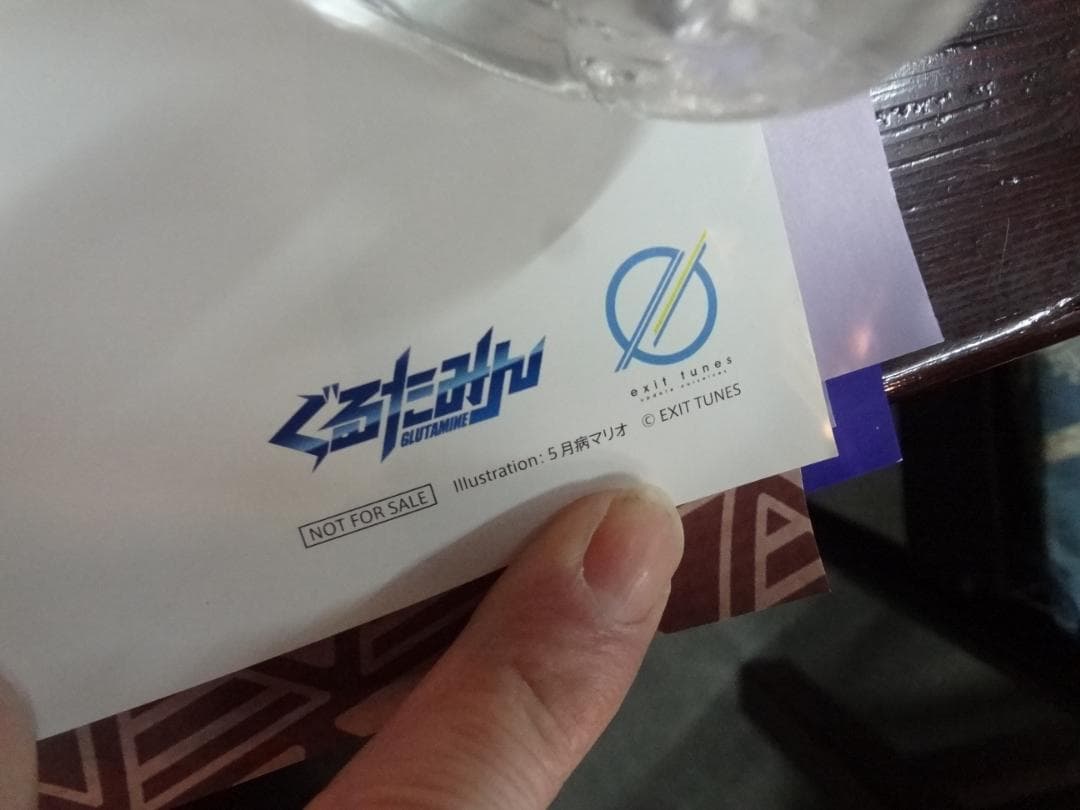 ぐるたみん
GLUTAMINE
exit tunes
NOT FOR SALE
Illustration: 5月病マリオ © EXIT TUNES